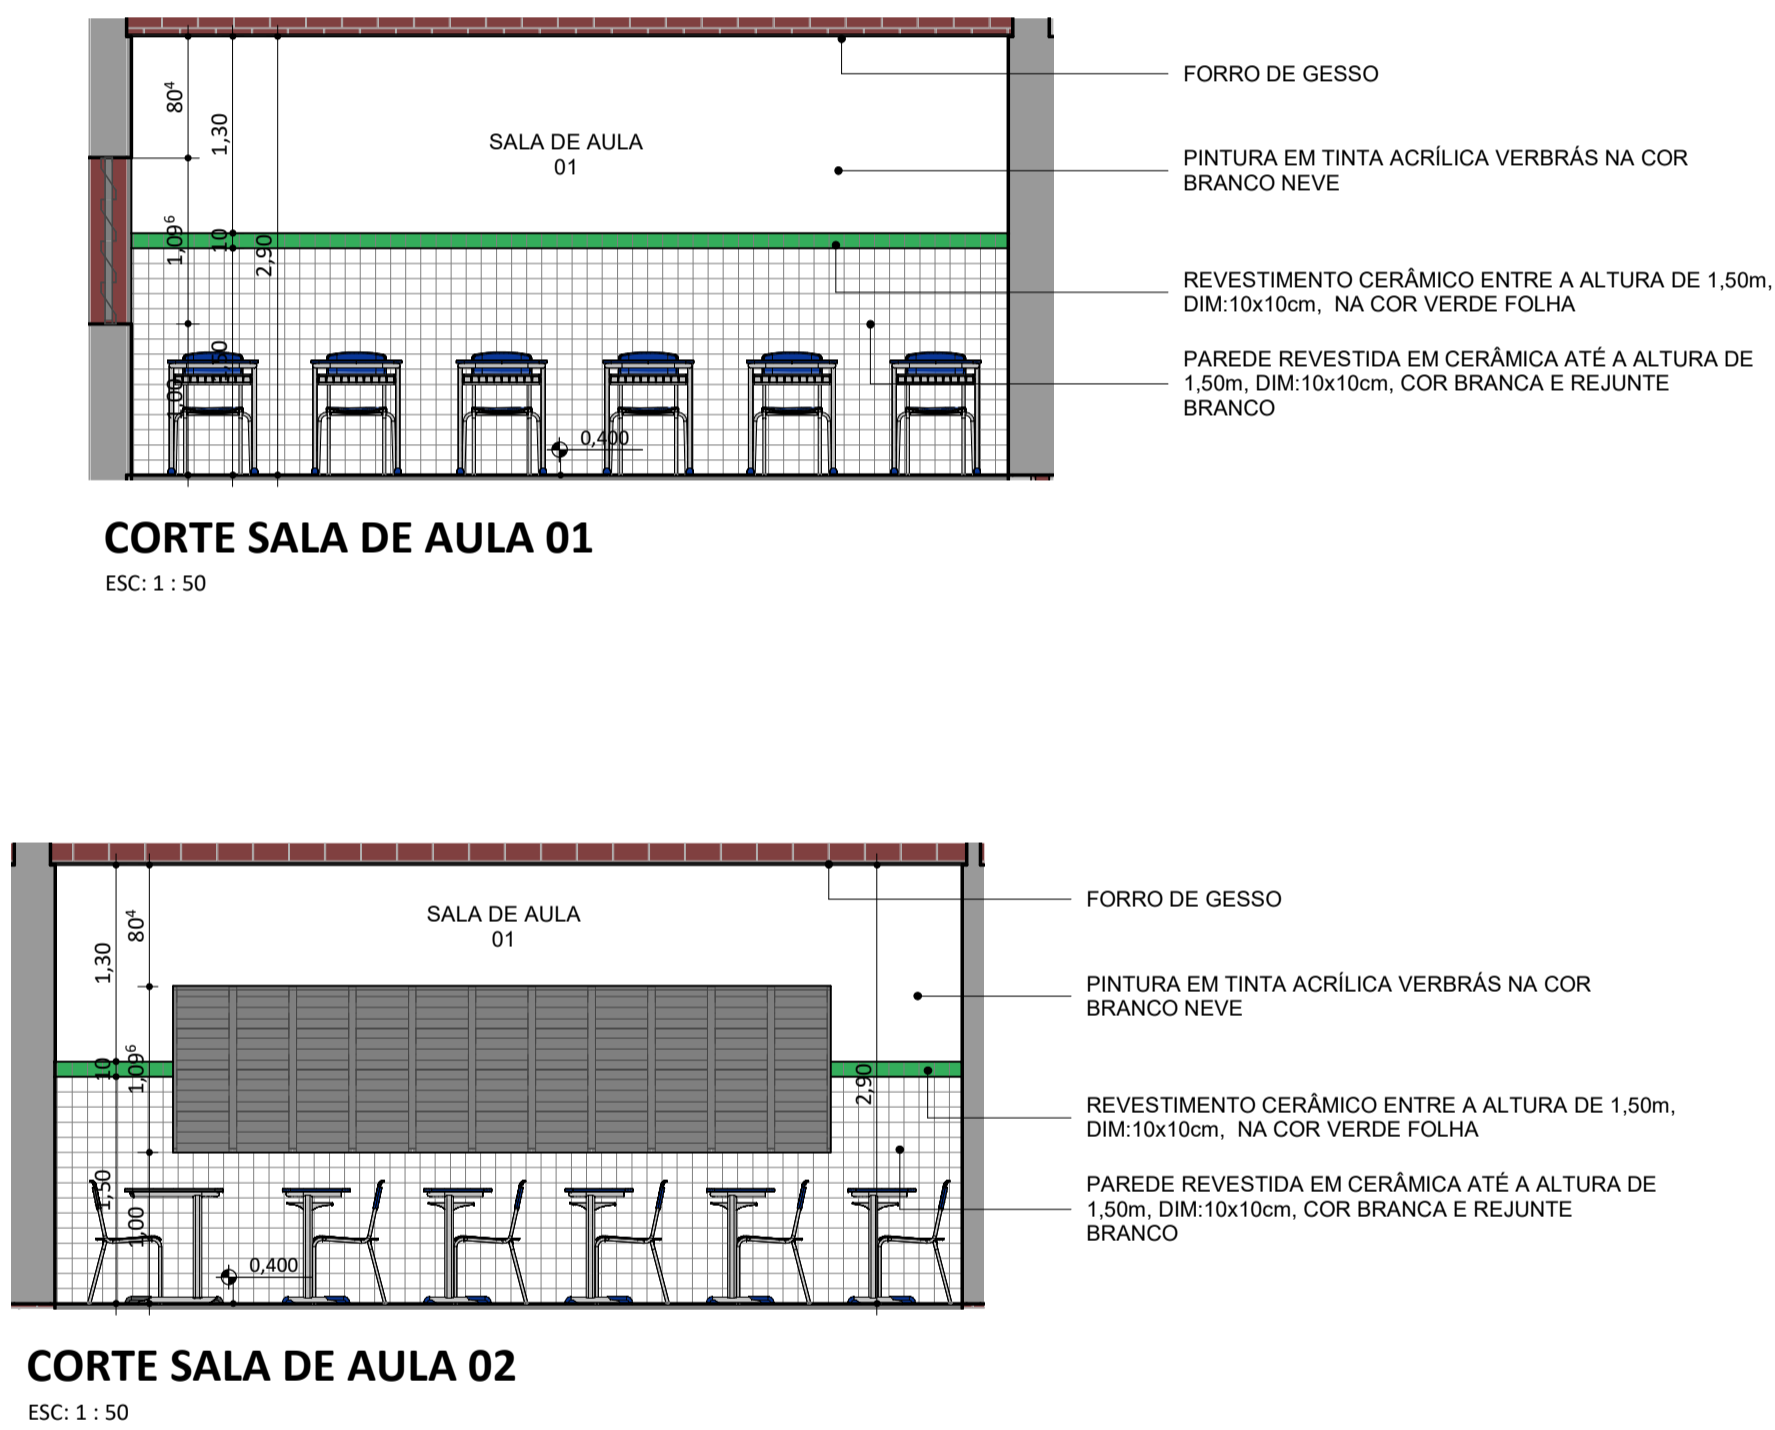 80⁴
1,30
SALA DE AULA
01
1,09⁶
10
2,90
1,00
0,400
FORRO DE GESSO
PINTURA EM TINTA ACRÍLICA VERBRÁS NA COR
BRANCO NEVE
REVESTIMENTO CERÂMICO ENTRE A ALTURA DE 1,50m,
DIM:10x10cm, NA COR VERDE FOLHA
PAREDE REVESTIDA EM CERÂMICA ATÉ A ALTURA DE
1,50m, DIM:10x10cm, COR BRANCA E REJUNTE
BRANCO
CORTE SALA DE AULA 01
ESC: 1 : 50
1,30
80⁴
SALA DE AULA
01
10
1,09⁶
2,90
1,50
1,00
0,400
FORRO DE GESSO
PINTURA EM TINTA ACRÍLICA VERBRÁS NA COR
BRANCO NEVE
REVESTIMENTO CERÂMICO ENTRE A ALTURA DE 1,50m,
DIM:10x10cm, NA COR VERDE FOLHA
PAREDE REVESTIDA EM CERÂMICA ATÉ A ALTURA DE
1,50m, DIM:10x10cm, COR BRANCA E REJUNTE
BRANCO
CORTE SALA DE AULA 02
ESC: 1 : 50